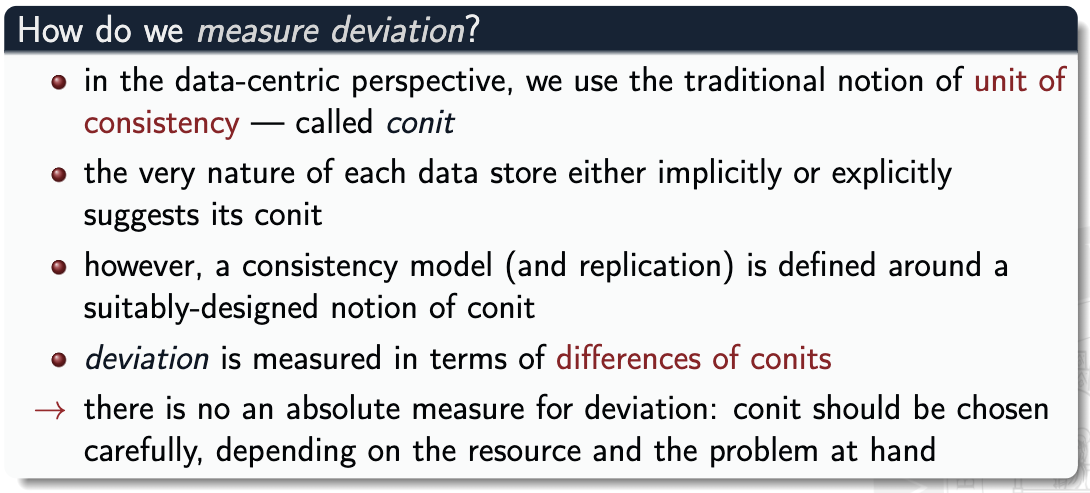 How do we measure deviation?
in the data-centric perspective, we use the traditional notion of unit of
consistency — called conit
the very nature of each data store either implicitly or explicitly
suggests its conit
however, a consistency model (and replication) is defined around a
suitably-designed notion of conit
deviation is measured in terms of differences of conits
→ there is no an absolute measure for deviation: conit should be chosen
carefully, depending on the resource and the problem at hand